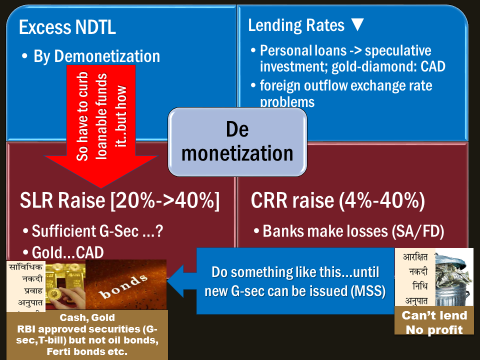 Excess NDTL
• By Demonetization
Lending Rates ▼
• Personal loans -> speculative
investment; gold-diamond: CAD
• foreign outflow exchange rate
problems
So have to curb
loanable funds
it..but how
De
monetization
SLR Raise [20%->40%]
• Sufficient G-Sec ...?
• Gold...CAD
CRR raise (4%-40%)
• Banks make losses (SA/FD)
सांविधिक
नकदी
प्रवाह
अनुपात
bonds
Cash, Gold
RBI approved securities (G-
sec,T-bill) but not oil bonds,
Ferti bonds etc.
Do something like this...until
new G-sec can be issued (MSS)
आरक्षित
नकदी
निधि
अनुपात
Can't lend
No profit